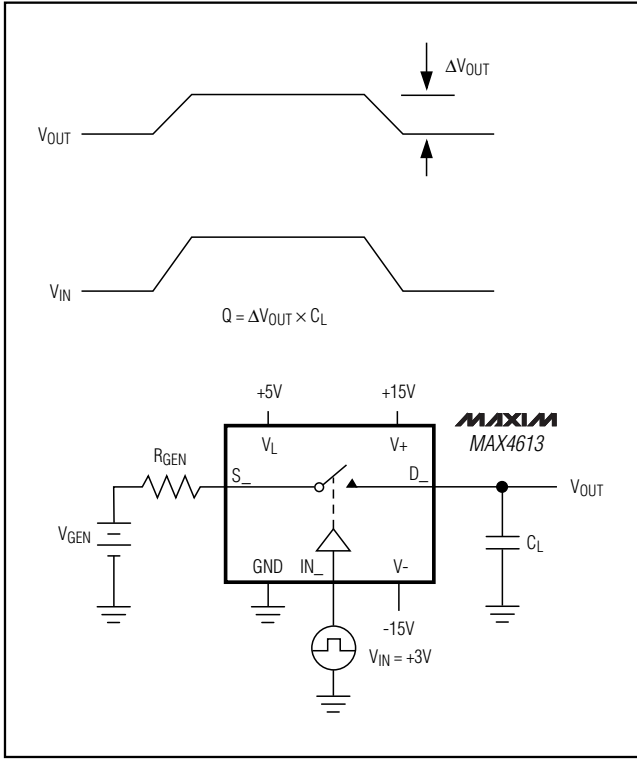 ΔVOUT
VOUT
VIN
Q = ΔVOUT × CL
+5V +15V
MAXIM
MAX4613
VL V+
RGEN
S_ D_
VOUT
VGEN
CL
GND IN_ V-
-15V
VIN = +3V